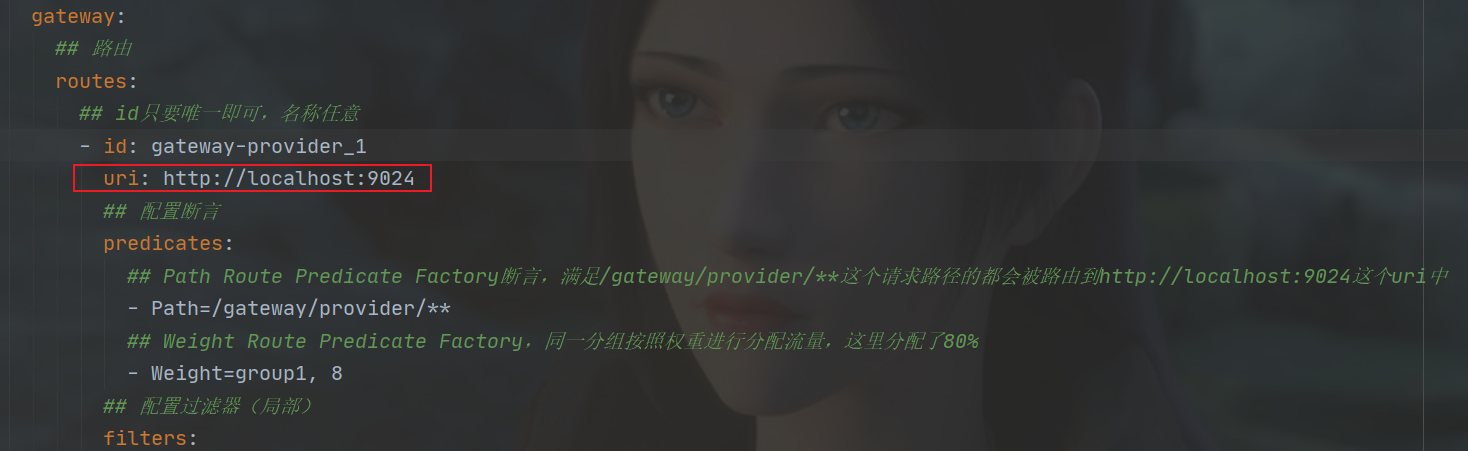 gateway:
## 路由
routes:
## id只要唯一即可，名称任意
- id: gateway-provider_1
uri: http://localhost:9024
## 配置断言
predicates:
## Path Route Predicate Factory断言，满足/gateway/provider/**这个请求路径的都会被路由到http://localhost:9024这个uri中
- Path=/gateway/provider/**
## Weight Route Predicate Factory，同一分组按照权重进行分配流量，这里分配了80%
- Weight=group1, 8
## 配置过滤器（局部）
filters: